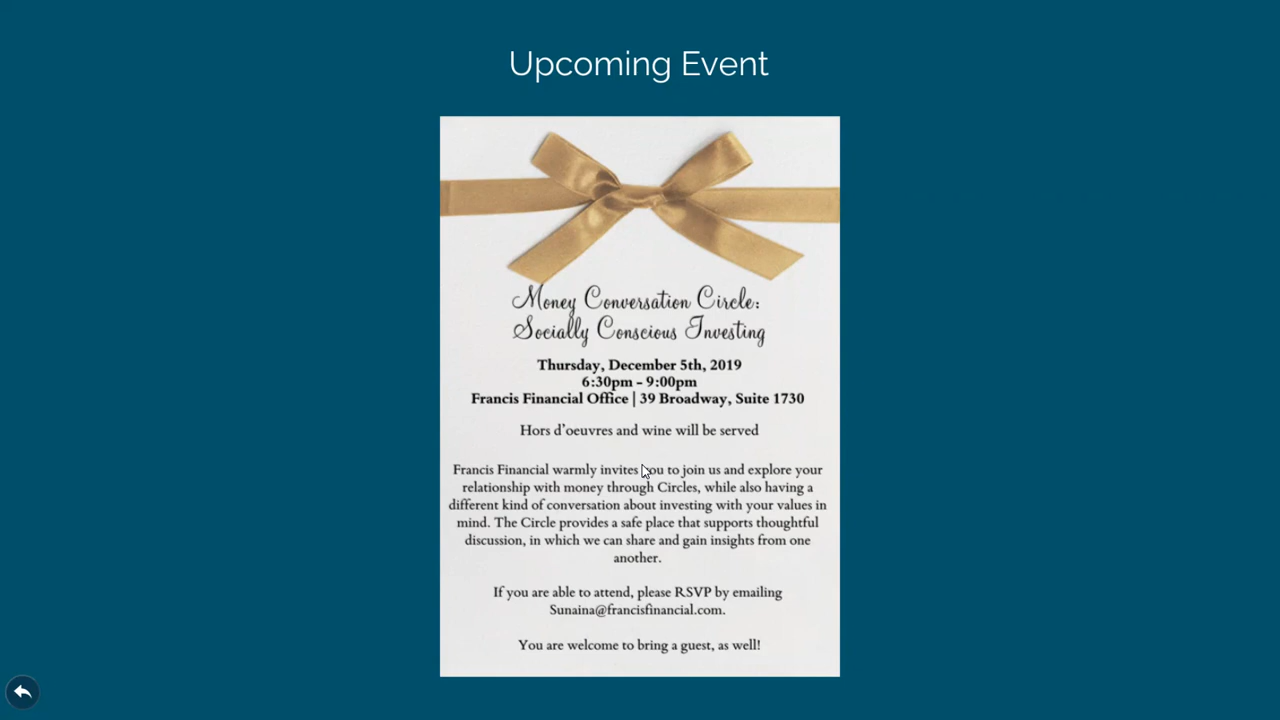 Upcoming Event
Money Conversation Circle:
Socially Conscious Investing
Thursday, December 5th, 2019
6:30pm - 9:00pm
Francis Financial Office | 39 Broadway, Suite 1730
Hors d'oeuvres and wine will be served
Francis Financial warmly invites you to join us and explore your
relationship with money through Circles, while also having a
different kind of conversation about investing with your values in
mind. The Circle provides a safe place that supports thoughtful
discussion, in which we can share and gain insights from one
another.
If you are able to attend, please RSVP by emailing
Sunaina@francisfinancial.com.
You are welcome to bring a guest, as well!